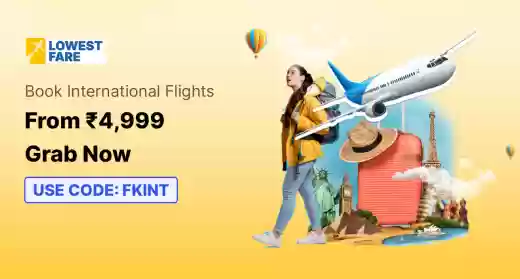 LOWEST
FARE
Book International Flights
From ₹4,999
Grab Now
USE CODE: FKINT